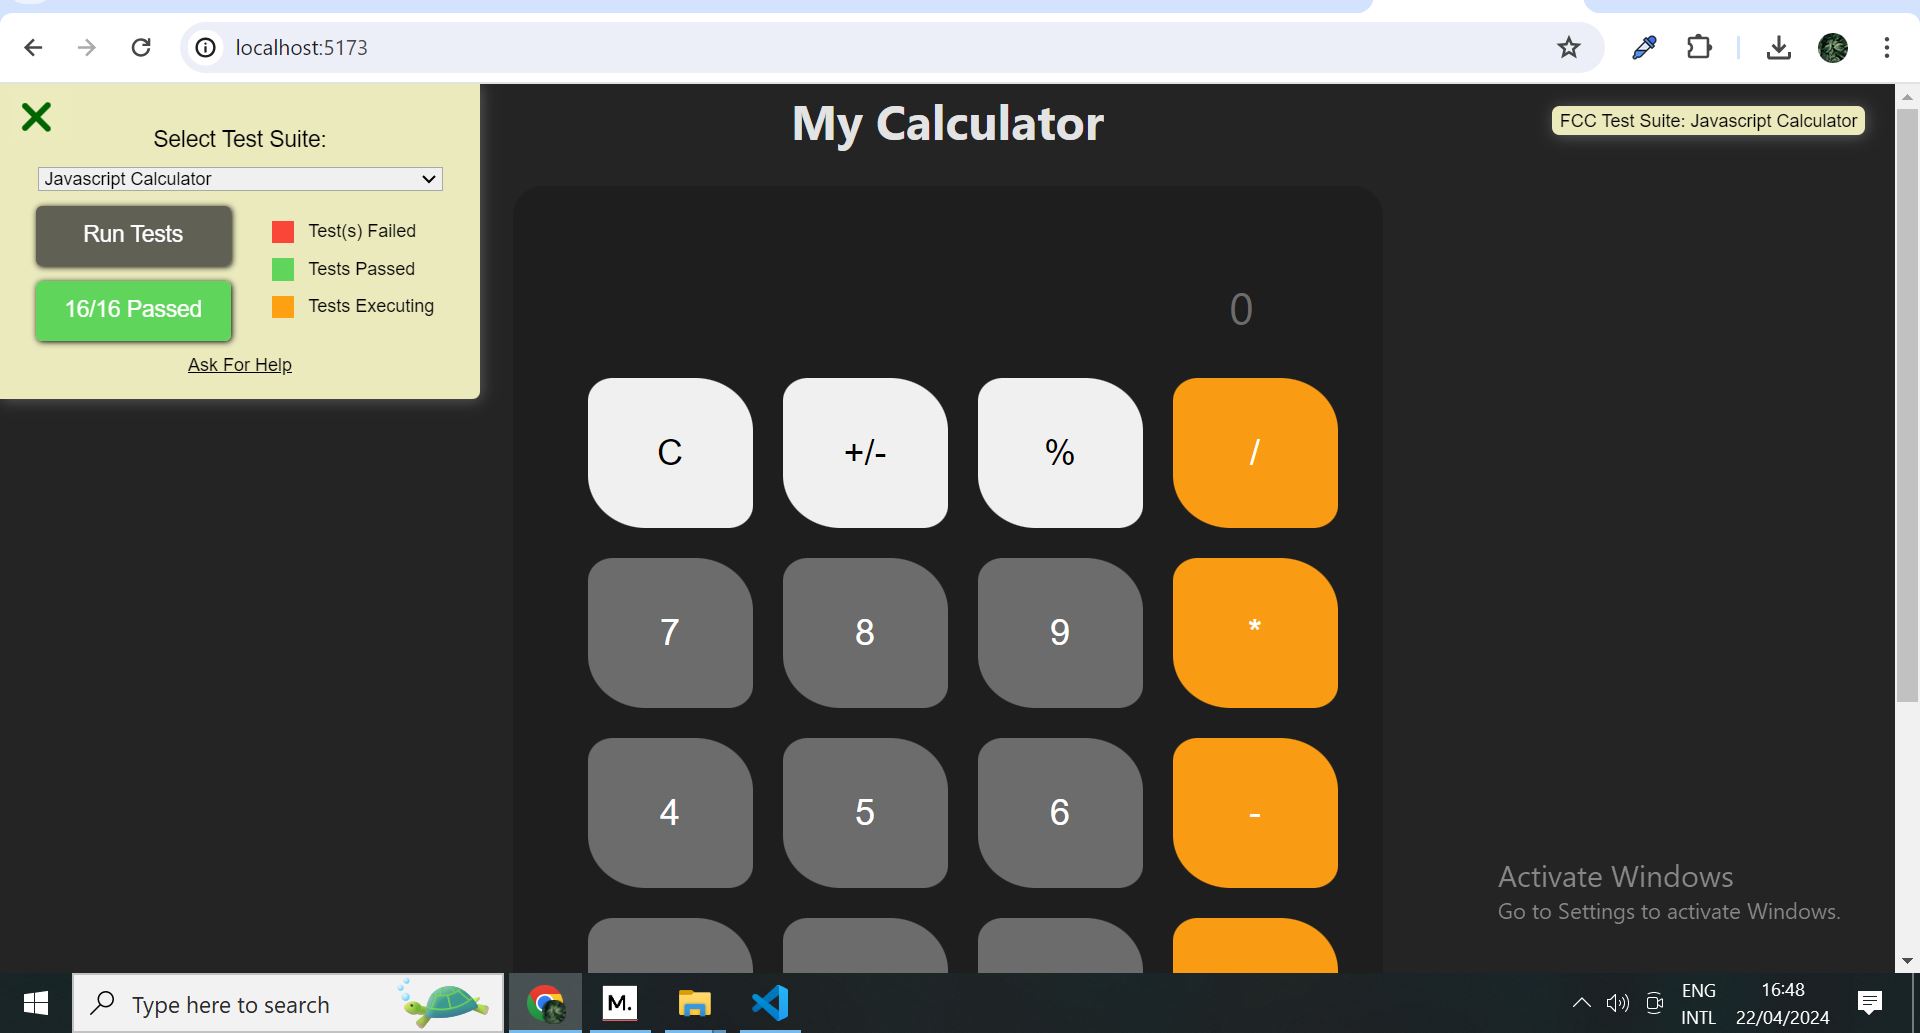 localhost:5173
Select Test Suite:
Javascript Calculator
Run Tests
16/16 Passed
Test(s) Failed
Tests Passed
Tests Executing
Ask For Help
My Calculator
FCC Test Suite: Javascript Calculator
0
C
+/-
%
/
7
8
9
*
4
5
6
-
Activate Windows
Go to Settings to activate Windows.
Type here to search
M.
ENG
INTL
16:48
22/04/2024